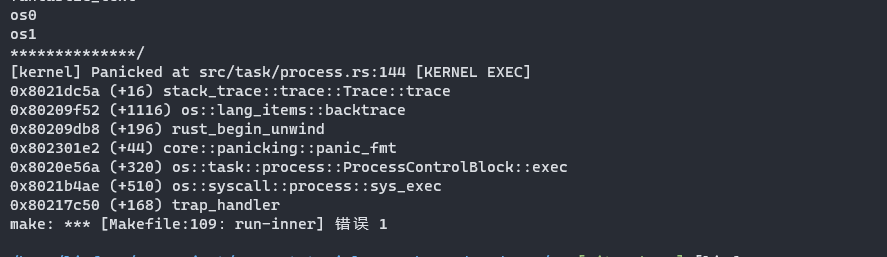 os0
os1
**************/
[kernel] Panicked at src/task/process.rs:144 [KERNEL EXEC]
0x8021dc5a (+16) stack_trace::trace::Trace::trace
0x80209f52 (+1116) os::lang_items::backtrace
0x80209db8 (+196) rust_begin_unwind
0x802301e2 (+44) core::panicking::panic_fmt
0x8020e56a (+320) os::task::process::ProcessControlBlock::exec
0x8021b4ae (+510) os::syscall::process::sys_exec
0x80217c50 (+168) trap_handler
make: *** [Makefile:109: run-inner] 错误 1